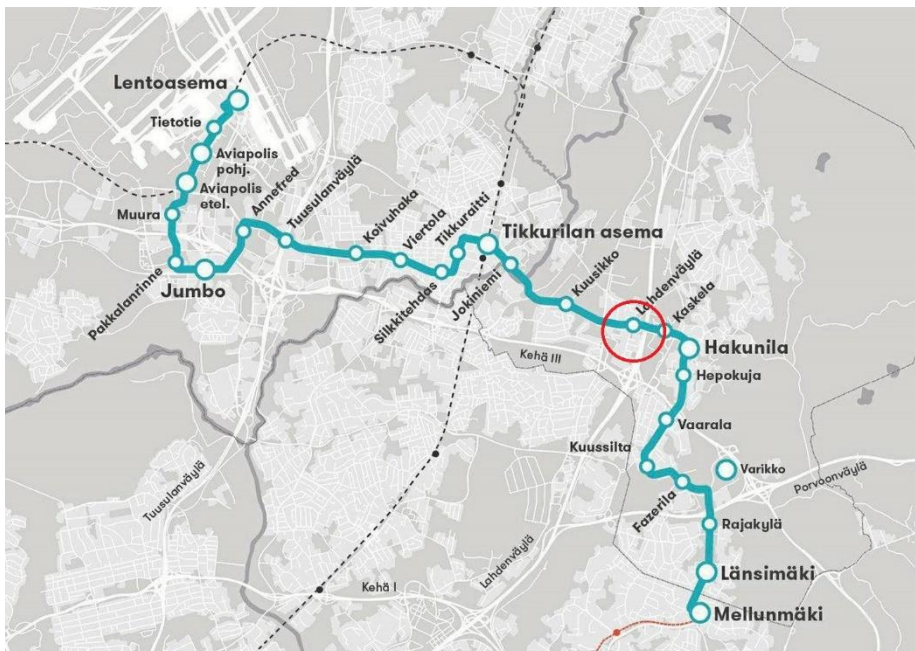 Lentoasema
Tietotie
Aviapolis
pohj.
Aviapolis
etel.
Muura
Annefred
Tuusulanväylä
Pakkalanrinne
Jumbo
Koivuhaka
Viertola
Tikkuraitti
Silkkitehdas
Tikkurilan asema
Jokiniemi
Kuusikko
Lahdenväylä
Kaskela
Hakunila
Kehä III
Hepokuja
Vaarala
Kuussilta
Varikko
Fazerila
Porvoonväylä
Rajakylä
Länsimäki
Mellunmäki
Tuusulanväylä
Lahdenväylä
Kehä I